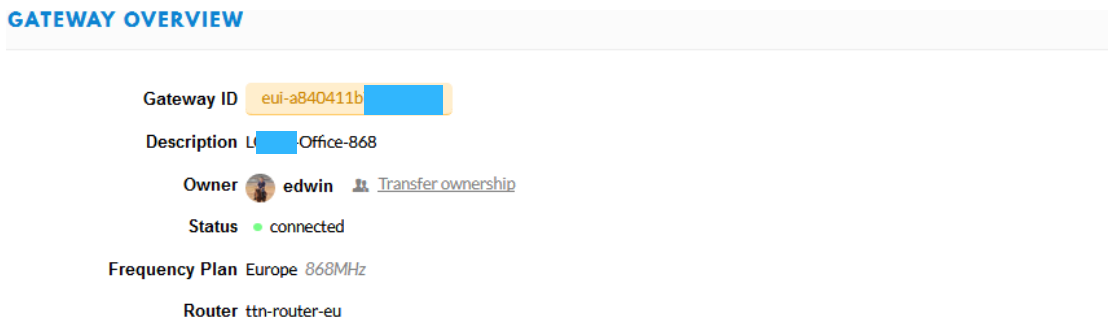 GATEWAY OVERVIEW
Gateway ID eui-a840411b
Description -Office-868
Owner edwin Transfer ownership
Status connected
Frequency Plan Europe 868MHz
Router ttn-router-eu